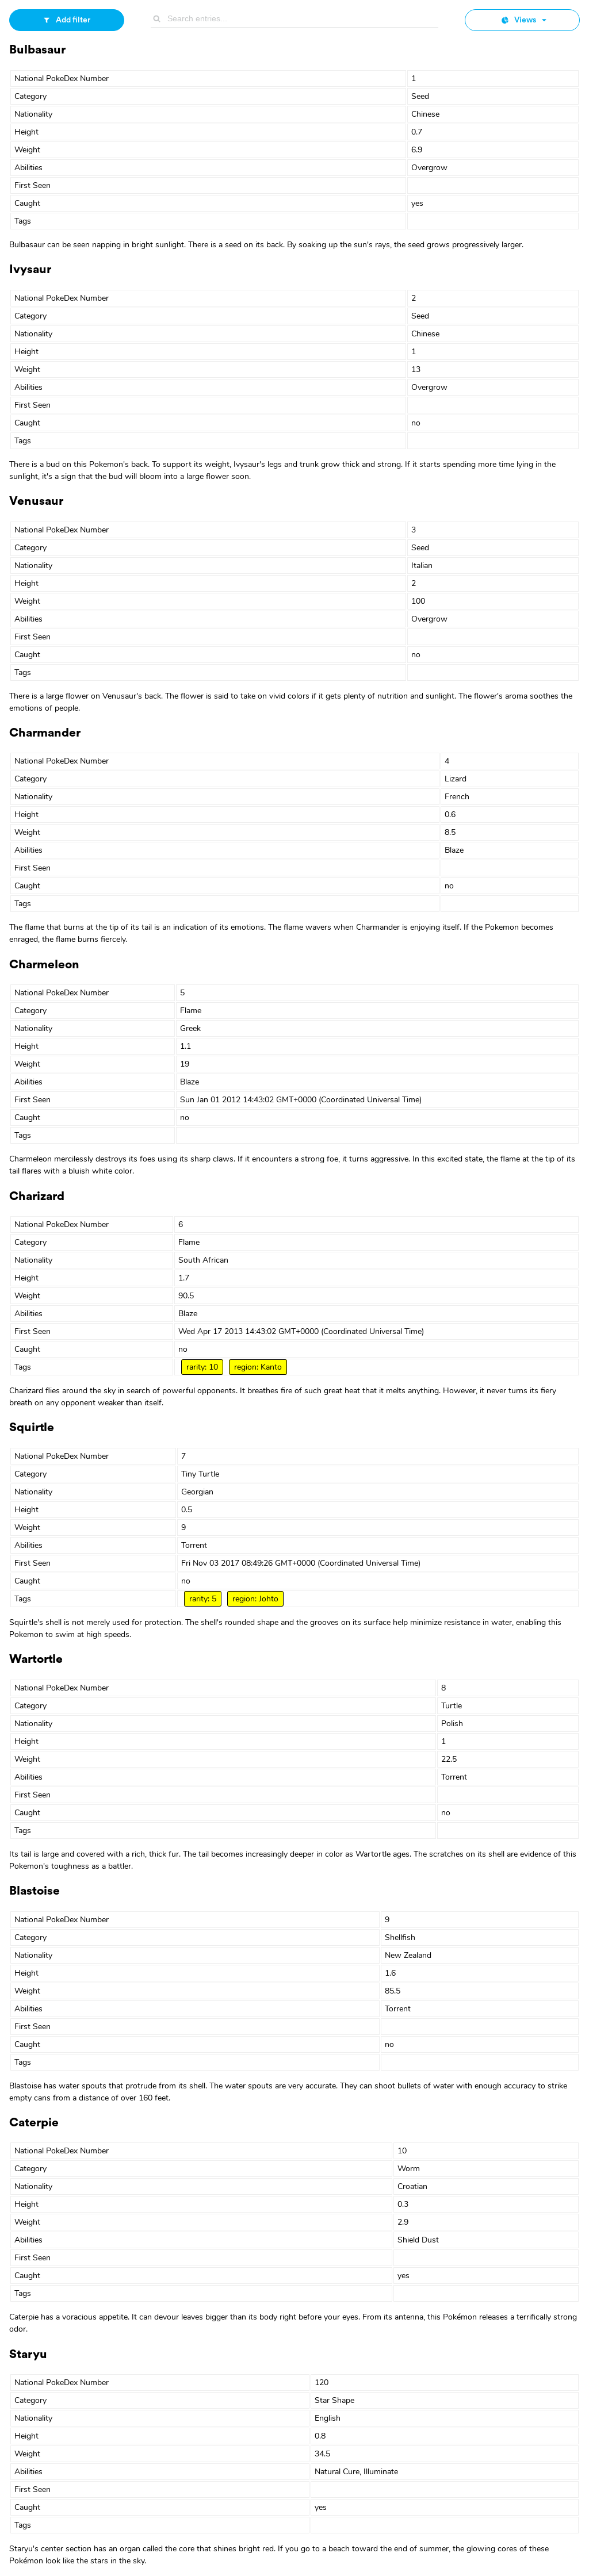 Add filter
Search entries...
Views
Bulbasaur
National PokeDex Number 1
Category Seed
Nationality Chinese
Height 0.7
Weight 6.9
Abilities Overgrow
First Seen
Caught yes
Tags
Bulbasaur can be seen napping in bright sunlight. There is a seed on its back. By soaking up the sun's rays, the seed grows progressively larger.
Ivysaur
National PokeDex Number 2
Category Seed
Nationality Chinese
Height 1
Weight 13
Abilities Overgrow
First Seen
Caught no
Tags
There is a bud on this Pokemon's back. To support its weight, Ivysaur's legs and trunk grow thick and strong. If it starts spending more time lying in the
sunlight, it's a sign that the bud will bloom into a large flower soon.
Venusaur
National PokeDex Number 3
Category Seed
Nationality Italian
Height 2
Weight 100
Abilities Overgrow
First Seen
Caught no
Tags
There is a large flower on Venusaur's back. The flower is said to take on vivid colors if it gets plenty of nutrition and sunlight. The flower's aroma soothes the
emotions of people.
Charmander
National PokeDex Number 4
Category Lizard
Nationality French
Height 0.6
Weight 8.5
Abilities Blaze
First Seen
Caught no
Tags
The flame that burns at the tip of its tail is an indication of its emotions. The flame wavers when Charmander is enjoying itself. If the Pokemon becomes
enraged, the flame burns fiercely.
Charmeleon
National PokeDex Number 5
Category Flame
Nationality Greek
Height 1.1
Weight 19
Abilities Blaze
First Seen Sun Jan 01 2012 14:43:02 GMT+0000 (Coordinated Universal Time)
Caught no
Tags
Charmeleon mercilessly destroys its foes using its sharp claws. If it encounters a strong foe, it turns aggressive. In this excited state, the flame at the tip of its
tail flares with a bluish white color.
Charizard
National PokeDex Number 6
Category Flame
Nationality South African
Height 1.7
Weight 90.5
Abilities Blaze
First Seen Wed Apr 17 2013 14:43:02 GMT+0000 (Coordinated Universal Time)
Caught no
Tags rarity: 10 region: Kanto
Charizard flies around the sky in search of powerful opponents. It breathes fire of such great heat that it melts anything. However, it never turns its fiery
breath on any opponent weaker than itself.
Squirtle
National PokeDex Number 7
Category Tiny Turtle
Nationality Georgian
Height 0.5
Weight 9
Abilities Torrent
First Seen Fri Nov 03 2017 08:49:26 GMT+0000 (Coordinated Universal Time)
Caught no
Tags rarity: 5 region: Johto
Squirtle's shell is not merely used for protection. The shell's rounded shape and the grooves on its surface help minimize resistance in water, enabling this
Pokemon to swim at high speeds.
Wartortle
National PokeDex Number 8
Category Turtle
Nationality Polish
Height 1
Weight 22.5
Abilities Torrent
First Seen
Caught no
Tags
Its tail is large and covered with a rich, thick fur. The tail becomes increasingly deeper in color as Wartortle ages. The scratches on its shell are evidence of this
Pokemon's toughness as a battler.
Blastoise
National PokeDex Number 9
Category Shellfish
Nationality New Zealand
Height 1.6
Weight 85.5
Abilities Torrent
First Seen
Caught no
Tags
Blastoise has water spouts that protrude from its shell. The water spouts are very accurate. They can shoot bullets of water with enough accuracy to strike
empty cans from a distance of over 160 feet.
Caterpie
National PokeDex Number 10
Category Worm
Nationality Croatian
Height 0.3
Weight 2.9
Abilities Shield Dust
First Seen
Caught yes
Tags
Caterpie has a voracious appetite. It can devour leaves bigger than its body right before your eyes. From its antenna, this Pokémon releases a terrifically strong
odor.
Staryu
National PokeDex Number 120
Category Star Shape
Nationality English
Height 0.8
Weight 34.5
Abilities Natural Cure, Illuminate
First Seen
Caught yes
Tags
Staryu's center section has an organ called the core that shines bright red. If you go to a beach toward the end of summer, the glowing cores of these
Pokémon look like the stars in the sky.